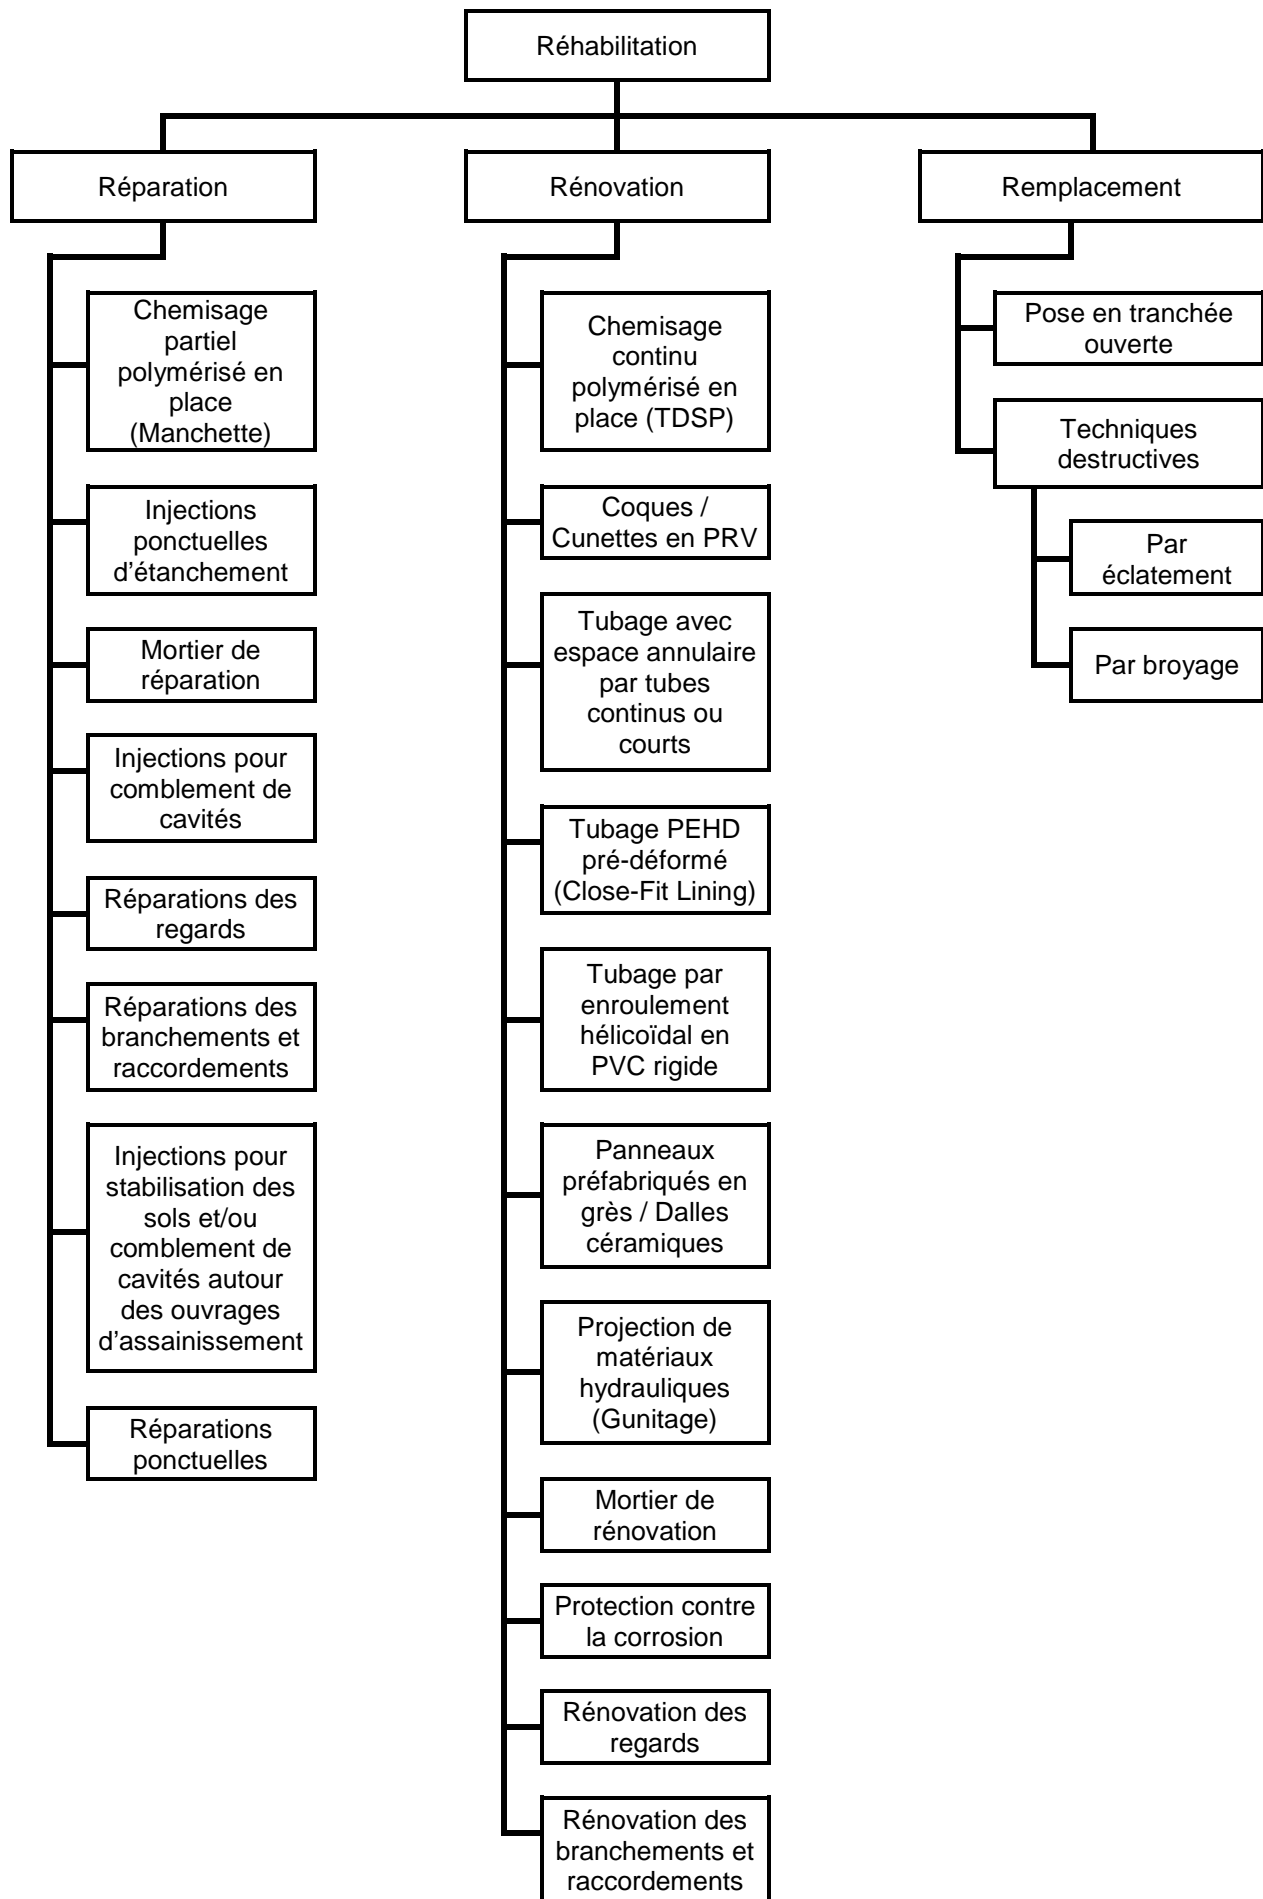 Réhabilitation
Réparation
Rénovation
Remplacement
Chemisage
partiel
polymérisé en
place
(Manchette)
Injections
ponctuelles
d’étanchement
Mortier de
réparation
Injections pour
comblement de
cavités
Réparations des
regards
Réparations des
branchements et
raccordements
Injections pour
stabilisation des
sols et/ou
comblement de
cavités autour
des ouvrages
d’assainissement
Réparations
ponctuelles
Chemisage
continu
polymérisé en
place (TDSP)
Coques /
Cunettes en PRV
Tubage avec
espace annulaire
par tubes
continus ou
courts
Tubage PEHD
pré-déformé
(Close-Fit Lining)
Tubage par
enroulement
hélicoïdal en
PVC rigide
Panneaux
préfabriqués en
grès / Dalles
céramiques
Projection de
matériaux
hydrauliques
(Gunitage)
Mortier de
rénovation
Protection contre
la corrosion
Rénovation des
regards
Rénovation des
branchements et
raccordements
Pose en tranchée
ouverte
Techniques
destructives
Par
éclatement
Par broyage